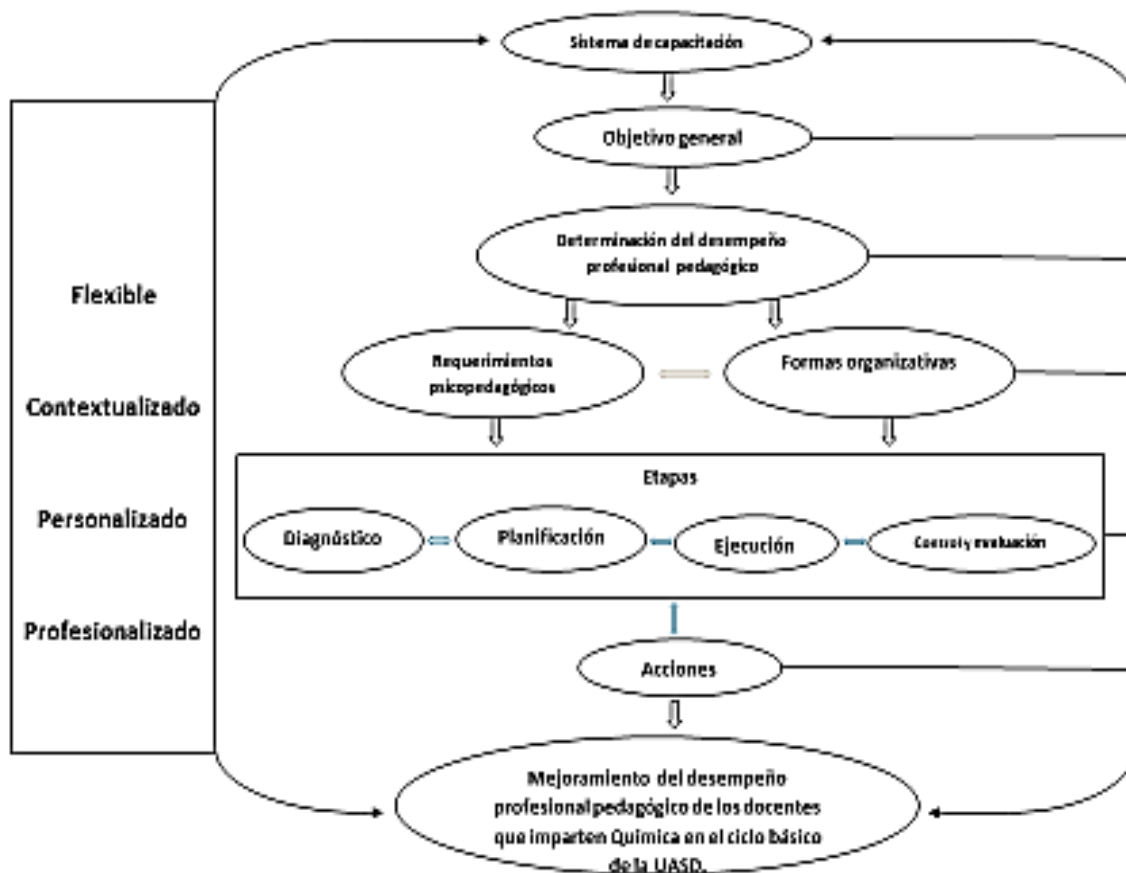 Sistema de capacitación
Objetivo general
Determinación del desempeño
profesional pedagógico
Flexible
Contextualizado
Personalizado
Profesionalizado
Requerimientos
psicopedagógicos
Formas organizativas
Etapas
Diagnóstico
Planificación
Ejecución
Control y evaluación
Acciones
Mejoramiento del desempeño
profesional pedagógico de los docentes
que imparten Química en el ciclo básico
de la UASD.